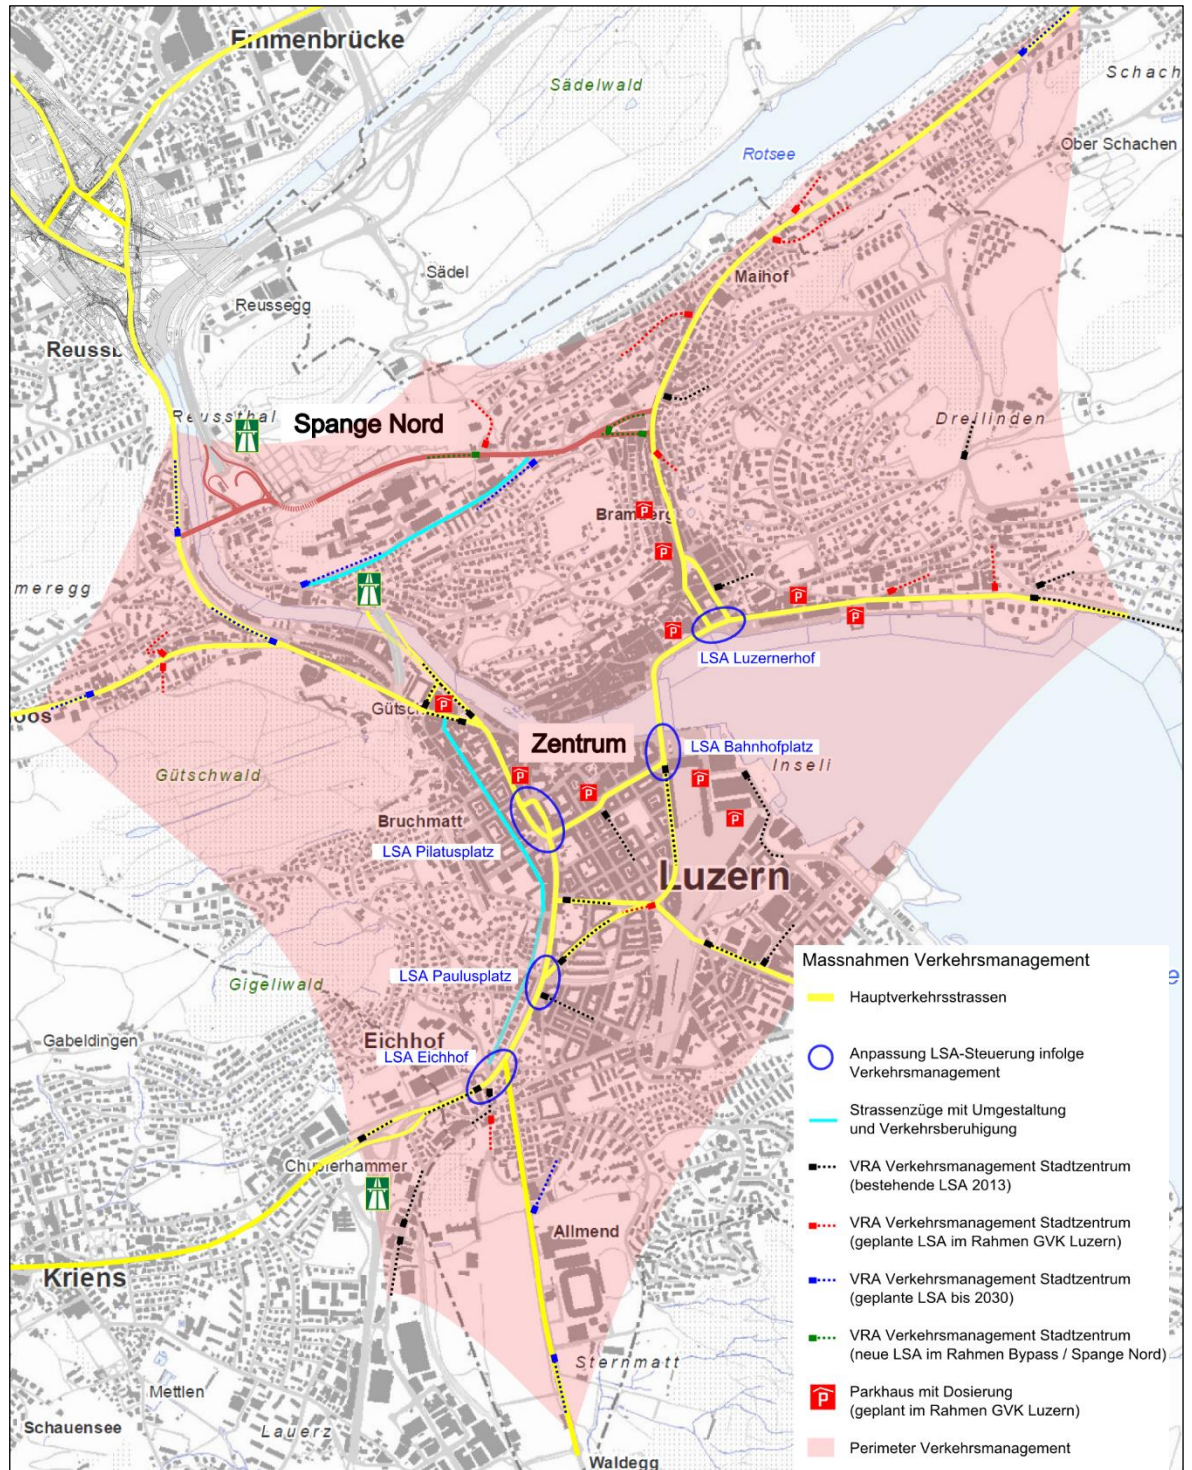 Emmenbrücke
Sädelwald
Schach
Rotsee
Ober Schachen
Sädel
Maihof
Reussegg
Reussb
Reussthal
Spange Nord
Dreilinden
Bramberg
meregg
P
P
P
P
P
LSA Luzernerhof
oos
Gütsc
P
Zentrum
LSA Bahnhofplatz
Inseli
Gütschwald
P
P
P
P
Bruchmatt
LSA Pilatusplatz
Luzern
LSA Paulusplatz
Gigeliwald
Gabeldingen
Eichhof
LSA Eichhof
Chupferhammer
Allmend
Kriens
Sternmatt
Mettlen
Schauensee
Lauerz
Waldegg
e
Massnahmen Verkehrsmanagement
Hauptverkehrsstrassen
Anpassung LSA-Steuerung infolge
Verkehrsmanagement
Strassenzüge mit Umgestaltung
und Verkehrsberuhigung
VRA Verkehrsmanagement Stadtzentrum
(bestehende LSA 2013)
VRA Verkehrsmanagement Stadtzentrum
(geplante LSA im Rahmen GVK Luzern)
VRA Verkehrsmanagement Stadtzentrum
(geplante LSA bis 2030)
VRA Verkehrsmanagement Stadtzentrum
(neue LSA im Rahmen Bypass / Spange Nord)
P
Parkhaus mit Dosierung
(geplant im Rahmen GVK Luzern)
Perimeter Verkehrsmanagement